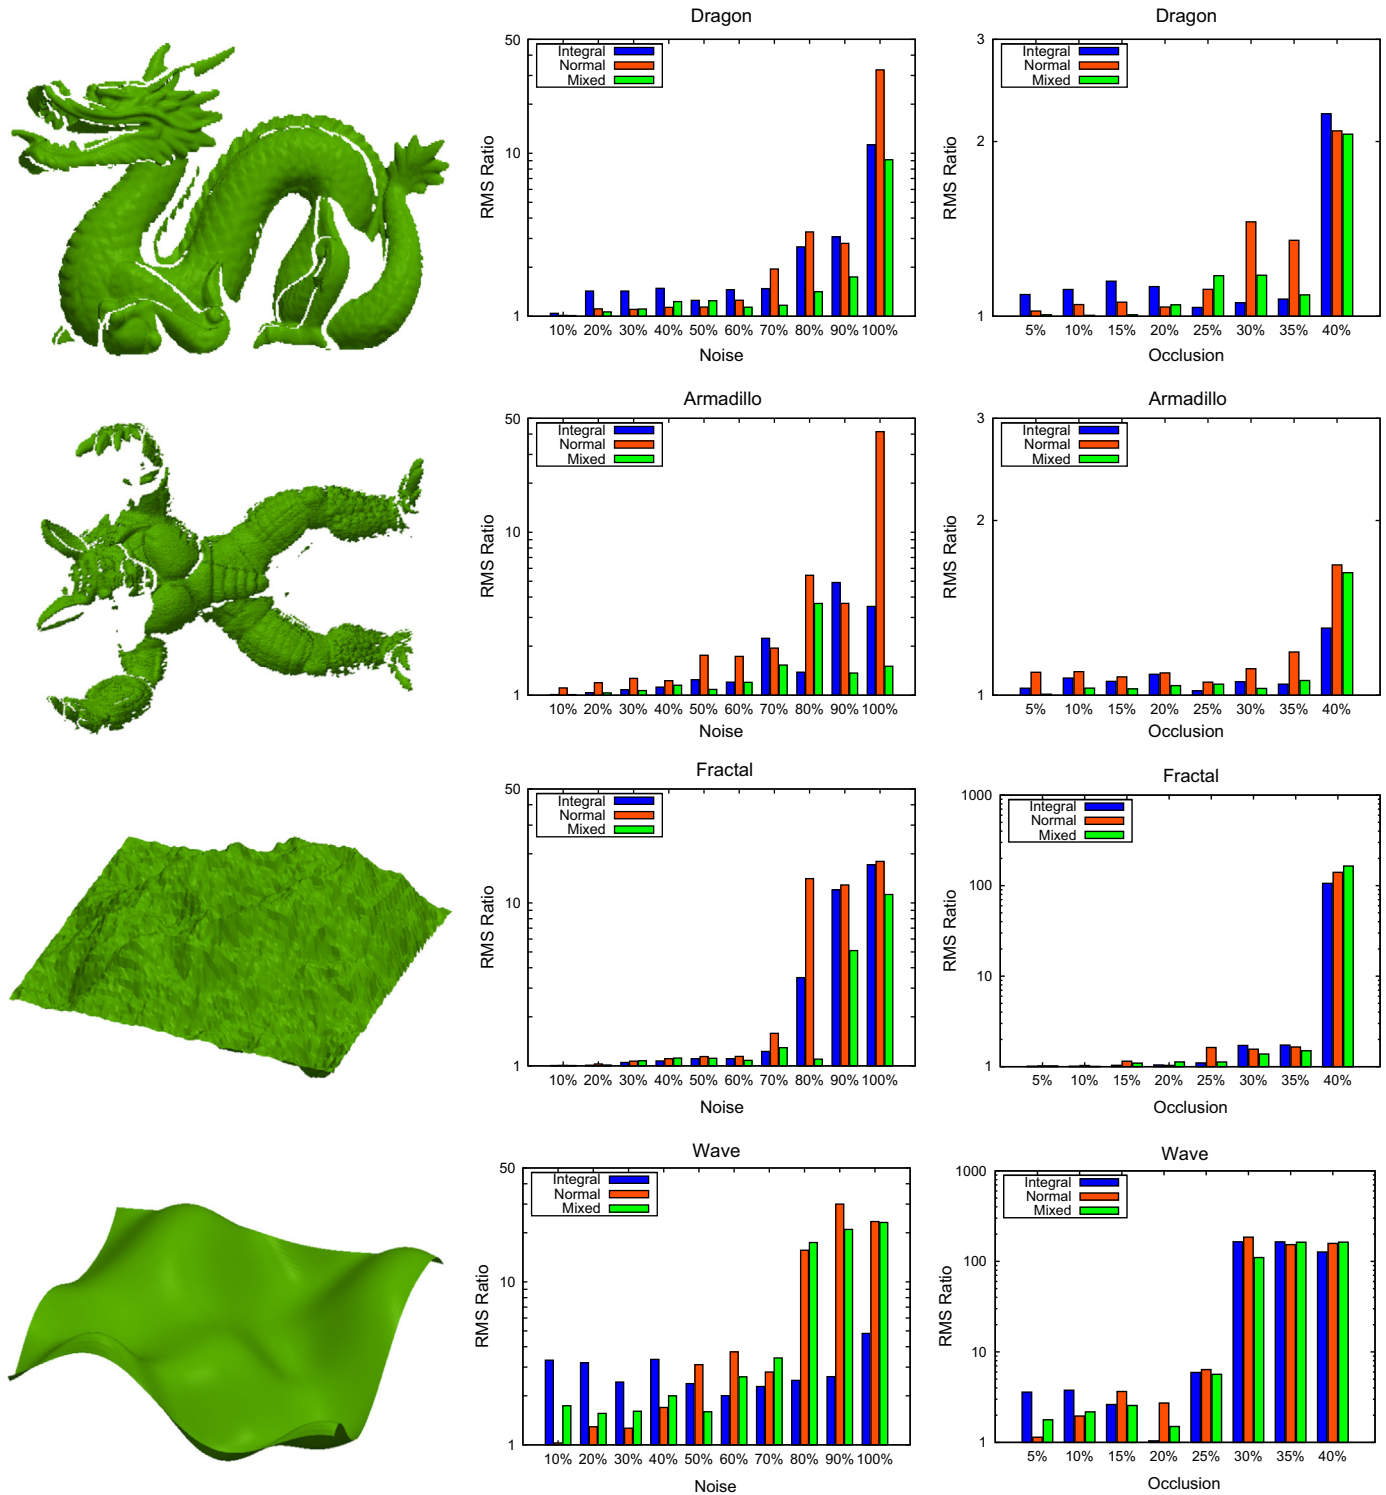 Dragon
50
10
1
RMS Ratio
Integral
Normal
Mixed
10% 20% 30% 40% 50% 60% 70% 80% 90% 100%
Noise
Dragon
3
2
1
RMS Ratio
Integral
Normal
Mixed
5% 10% 15% 20% 25% 30% 35% 40%
Occlusion
Armadillo
50
10
1
RMS Ratio
Integral
Normal
Mixed
10% 20% 30% 40% 50% 60% 70% 80% 90% 100%
Noise
Armadillo
3
2
1
RMS Ratio
Integral
Normal
Mixed
5% 10% 15% 20% 25% 30% 35% 40%
Occlusion
Fractal
50
10
1
RMS Ratio
Integral
Normal
Mixed
10% 20% 30% 40% 50% 60% 70% 80% 90% 100%
Noise
Fractal
1000
100
10
1
RMS Ratio
Integral
Normal
Mixed
5% 10% 15% 20% 25% 30% 35% 40%
Occlusion
Wave
50
10
1
RMS Ratio
Integral
Normal
Mixed
10% 20% 30% 40% 50% 60% 70% 80% 90% 100%
Noise
Wave
1000
100
10
1
RMS Ratio
Integral
Normal
Mixed
5% 10% 15% 20% 25% 30% 35% 40%
Occlusion